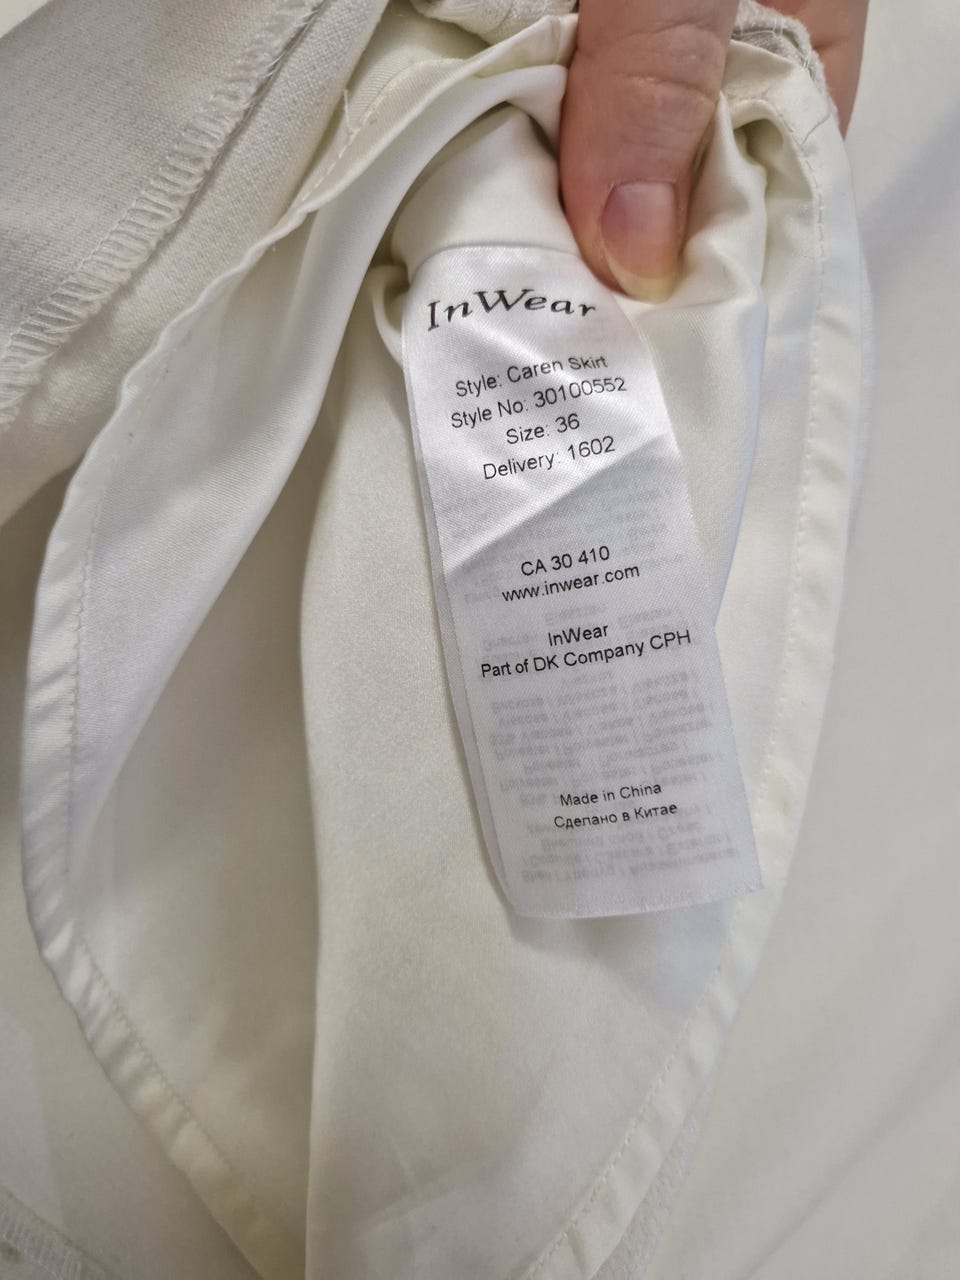 InWear
Style: Caren Skirt
Style No: 30100552
Size: 36
Delivery: 1602
CA 30 410
www.inwear.com
InWear
Part of DK Company CPH
Made in China
Сделано в Китае